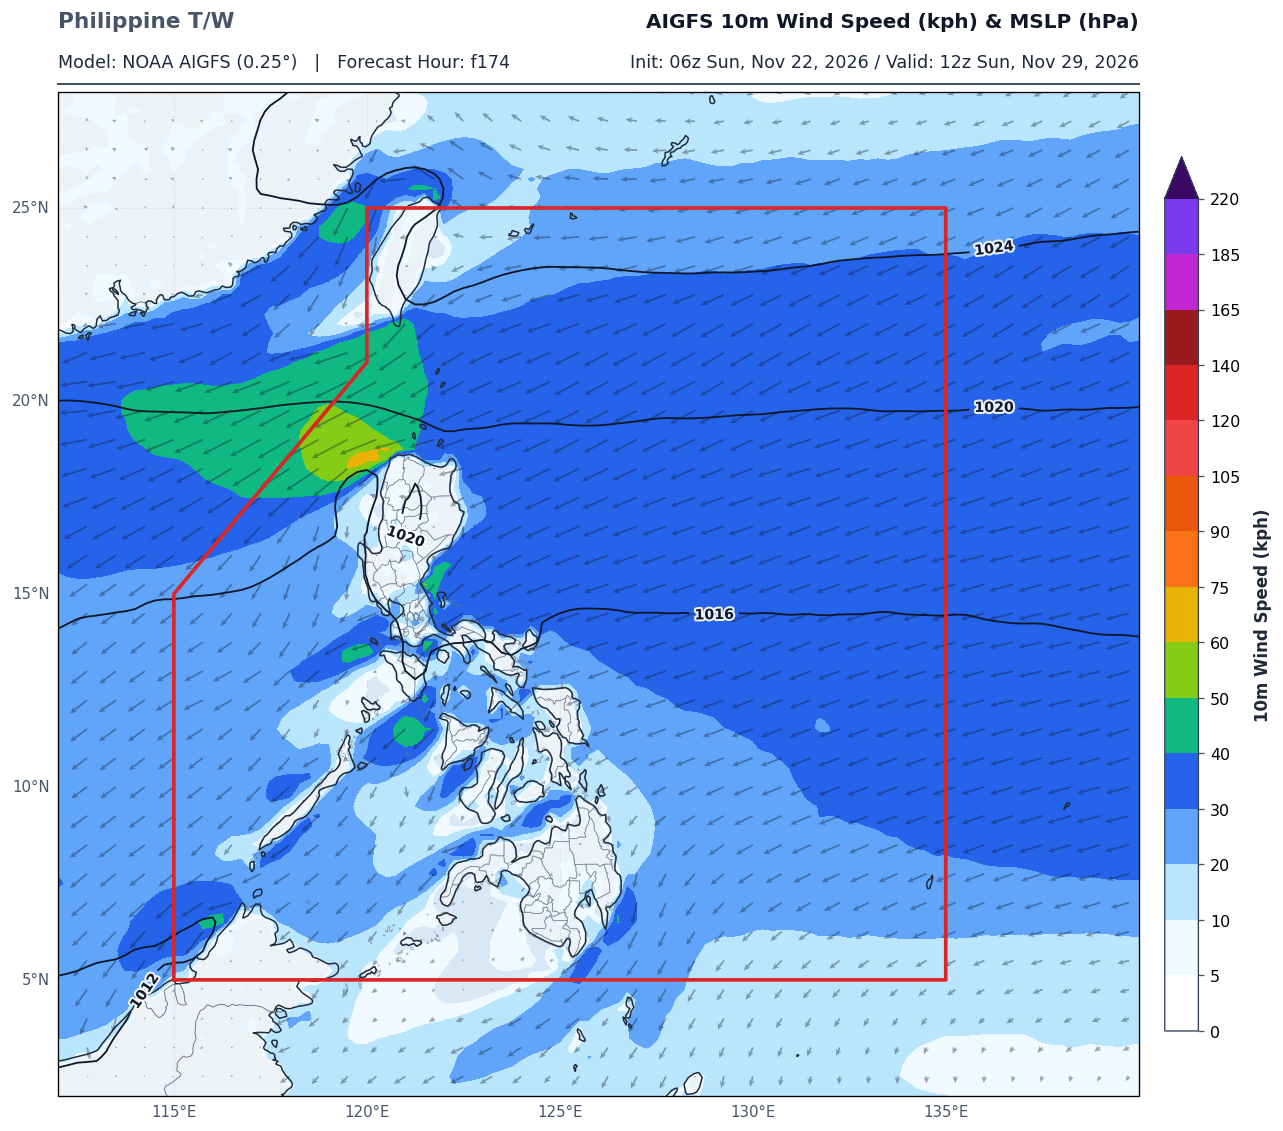 Philippine T/W
AIGFS 10m Wind Speed (kph) & MSLP (hPa)
Model: NOAA AIGFS (0.25°)   |   Forecast Hour: f174
Init: 06z Sun, Nov 22, 2026 / Valid: 12z Sun, Nov 29, 2026
25°N
20°N
15°N
10°N
5°N
115°E
120°E
125°E
130°E
135°E
1024
1020
1020
1016
1012
220
185
165
140
120
105
90
75
60
50
40
30
20
10
5
0
10m Wind Speed (kph)